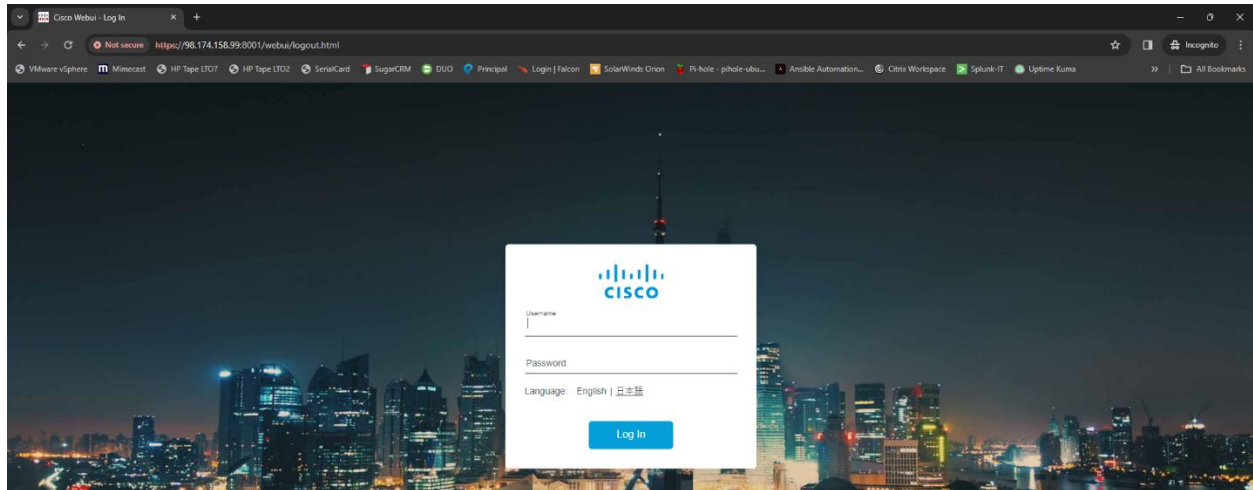 Cisco Webui - Log In
Not secure https://98.174.158.99:8001/webui/logout.html Incognito
VMware vSphere Mimecast HP Tape LTO7 HP Tape LTO2 SerialCard SugarCRM DUO Principal Login | Falcon SolarWinds Orion Pi-hole - pihole-ubu... Ansible Automation... Citrix Workspace Splunk-IT Uptime Kuma » All Bookmarks
CISCO
Username
Password
Language: English | 日本語
Log In